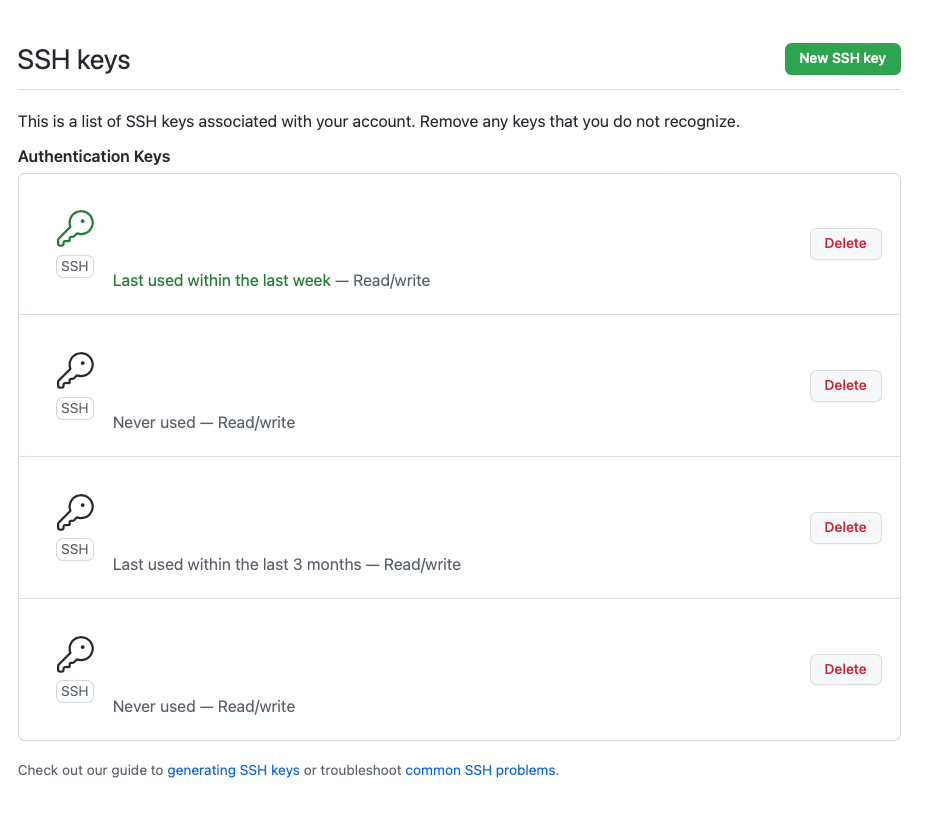 SSH keys
New SSH key
This is a list of SSH keys associated with your account. Remove any keys that you do not recognize.
Authentication Keys
SSH
Last used within the last week — Read/write
Delete
SSH
Never used — Read/write
Delete
SSH
Last used within the last 3 months — Read/write
Delete
SSH
Never used — Read/write
Delete
Check out our guide to generating SSH keys or troubleshoot common SSH problems.